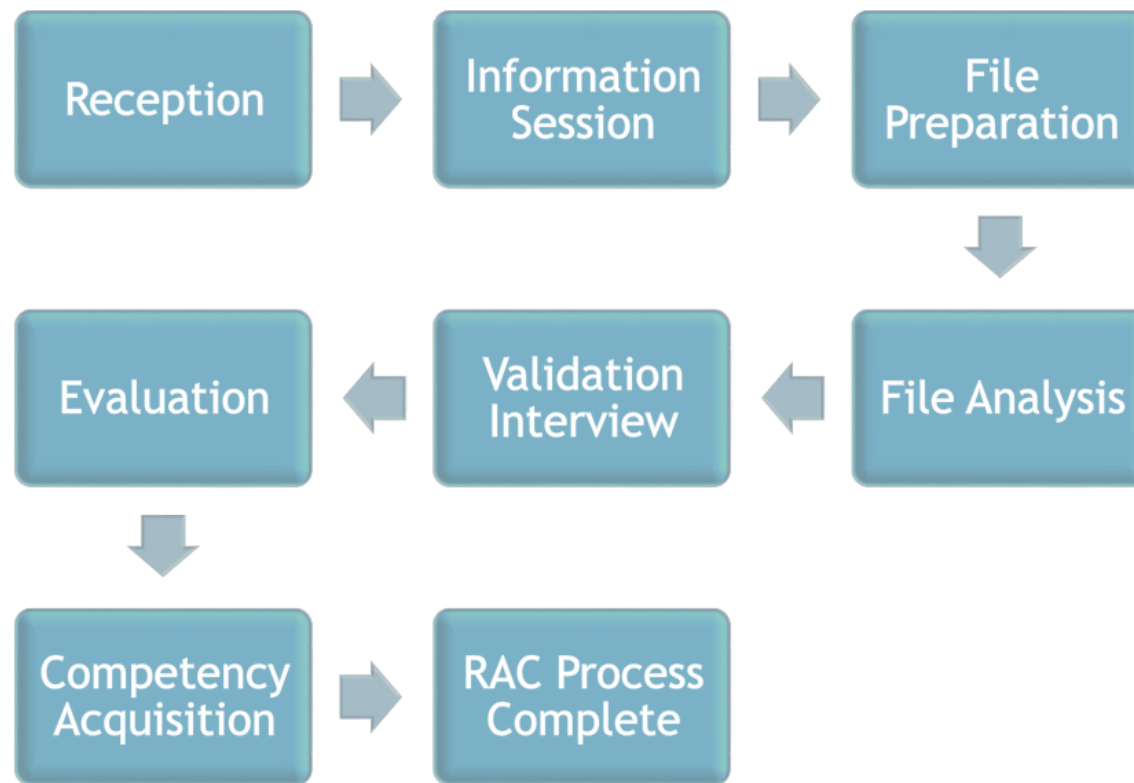 Reception
Information
Session
File
Preparation
File Analysis
Validation
Interview
Evaluation
Competency
Acquisition
RAC Process
Complete